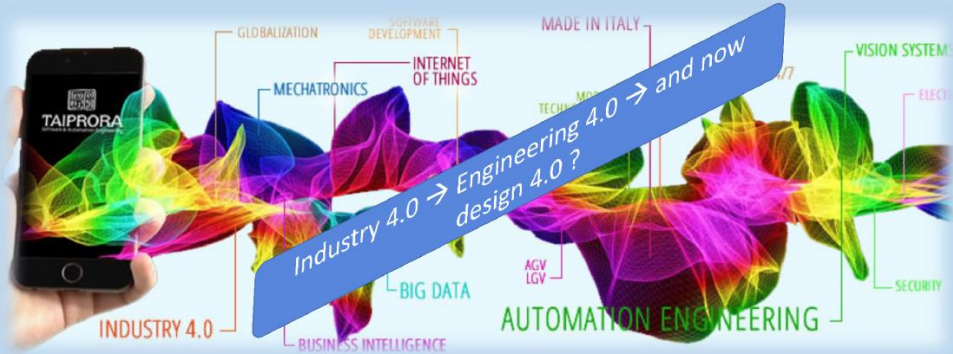 GLOBALIZATION
SOFTWARE
DEVELOPMENT
MADE IN ITALY
INTERNET
OF THINGS
MECHATRONICS
VISION SYSTEM
TAIPRORA
Software & Automation Engineering
Industry 4.0 → Engineering 4.0 → and now
design 4.0 ?
AGV
LGV
BIG DATA
SECURITY
INDUSTRY 4.0
AUTOMATION ENGINEERING
BUSINESS INTELLIGENCE